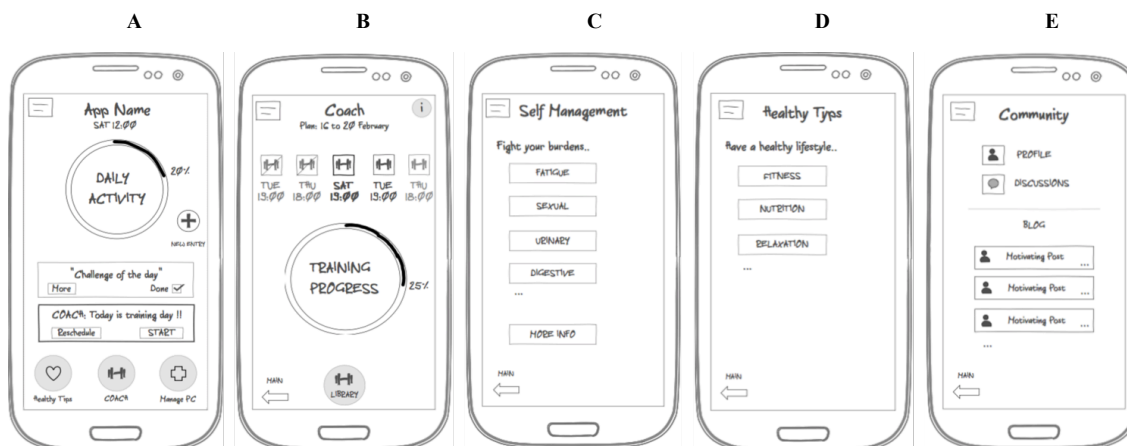 A
App Name
SAT 12:00
DAILY
ACTIVITY
20%
NEW ENTRY
"Challenge of the day"
More Done
COACH: Today is training day !!
Reschedule START
Healthy Tips COACH Manage PC
B
Coach
i
Plan: 16 to 20 February
TUE THU SAT TUE THU
19:00 18:00 19:00 19:00 18:00
TRAINING
PROGRESS
25%
MAIN
LIBRARY
C
Self Management
Fight your burdens..
FATIGUE
SEXUAL
URINARY
DIGESTIVE
...
MORE INFO
MAIN
D
Healthy Typs
Have a healthy lifestyle..
FITNESS
NUTRITION
RELAXATION
...
MAIN
E
Community
PROFILE
DISCUSSIONS
BLOG
Motivating Post ...
Motivating Post ...
Motivating Post ...
...
MAIN